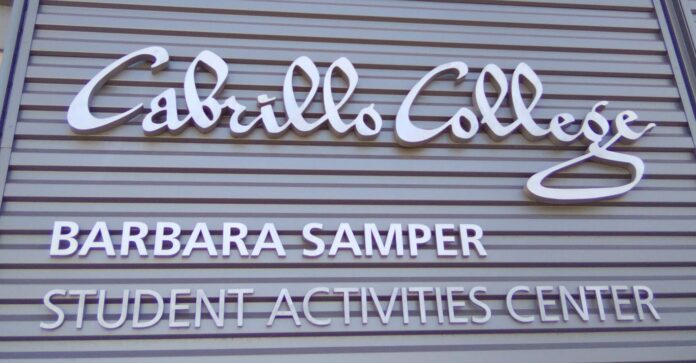 Cabrillo College
BARBARA SAMPER
STUDENT ACTIVITIES CENTER